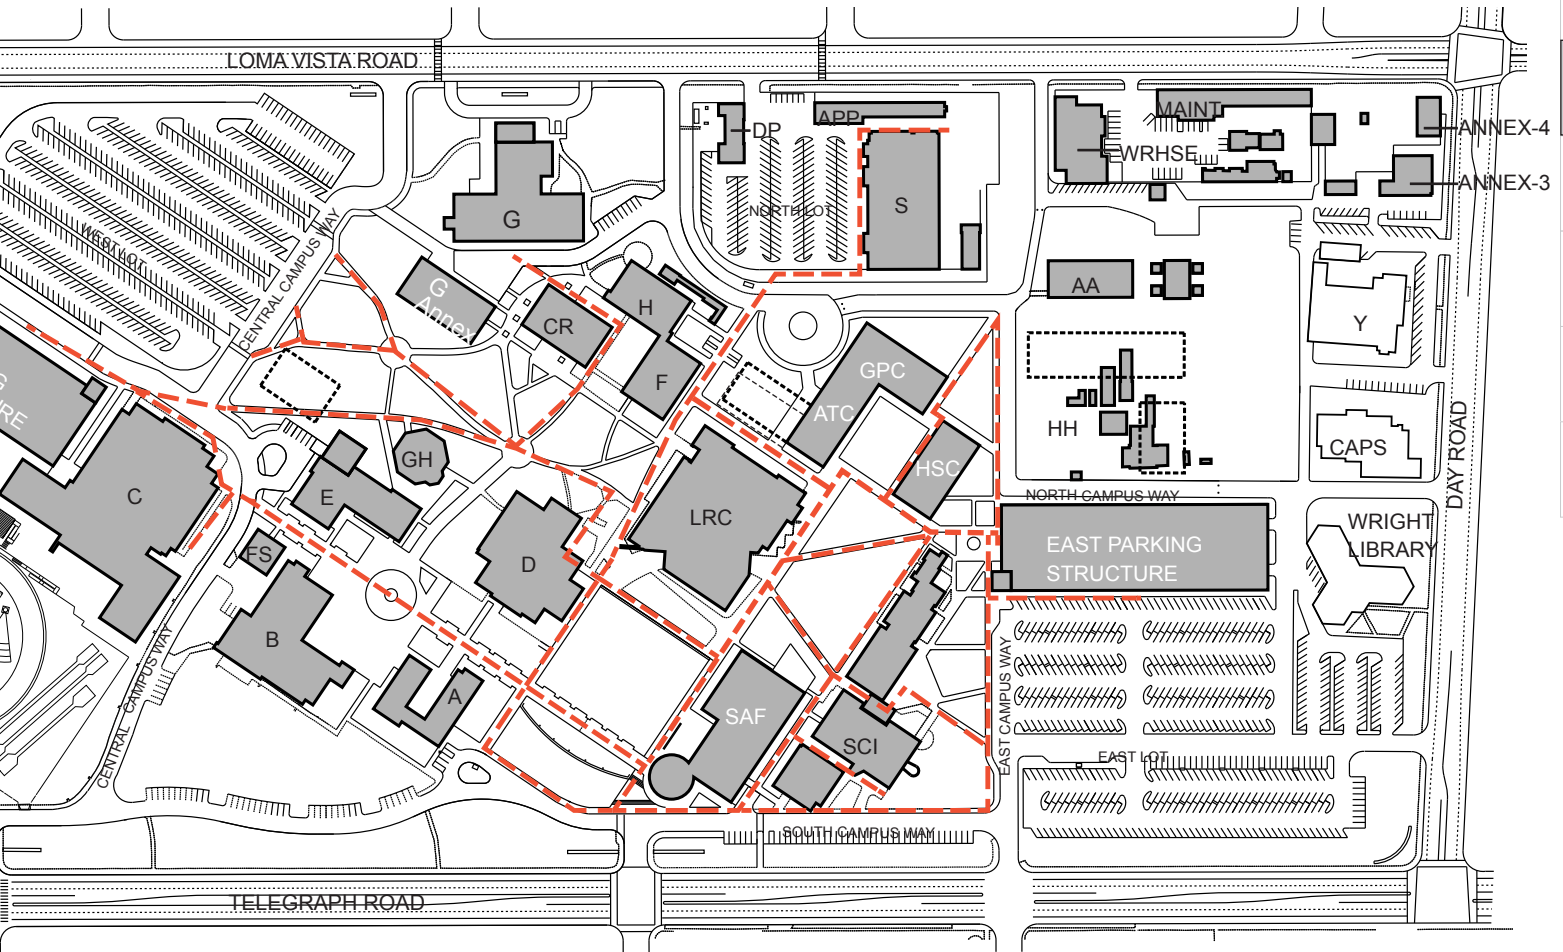 LOMA VISTA ROAD
MAINT
APP
DP
ANNEX-4
WRHSE
ANNEX-3
S
NORTH LOT
G
WEST LOT
CENTRAL CAMPUS WAY
AA
G
Annex
H
CR
Y
GPC
F
G
URE
ATC
DAY ROAD
HH
CAPS
GH
HSC
C
E
NORTH CAMPUS WAY
LRC
WRIGHT
LIBRARY
EAST PARKING
STRUCTURE
FS
D
B
CENTRAL CAMPUS WAY
A
EAST CAMPUS WAY
SAF
SCI
EAST LOT
SOUTH CAMPUS WAY
TELEGRAPH ROAD